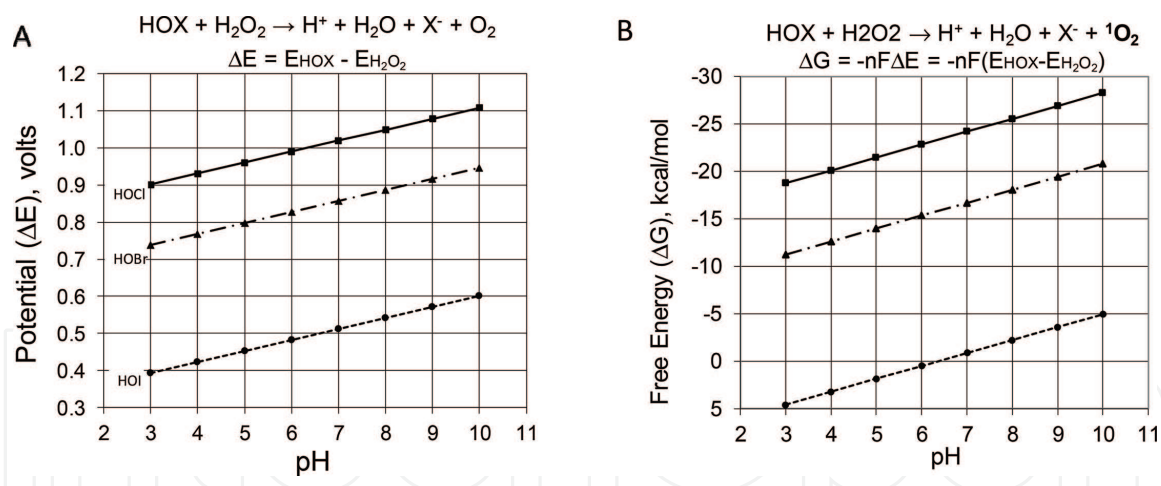 A
HOX + H₂O₂ → H⁺ + H₂O + X⁻ + O₂
ΔE = EHOX - EH₂O₂
1.2
1.1
1.0
0.9
0.8
0.7
0.6
0.5
0.4
0.3
Potential (ΔE), volts
HOCl
HOBr
HOI
2 3 4 5 6 7 8 9 10 11
pH
B
HOX + H2O2 → H⁺ + H₂O + X⁻ + ¹O₂
ΔG = -nFΔE = -nF(EHOX-EH₂O₂)
-30
-25
-20
-15
-10
-5
0
5
Free Energy (ΔG), kcal/mol
2 3 4 5 6 7 8 9 10 11
pH